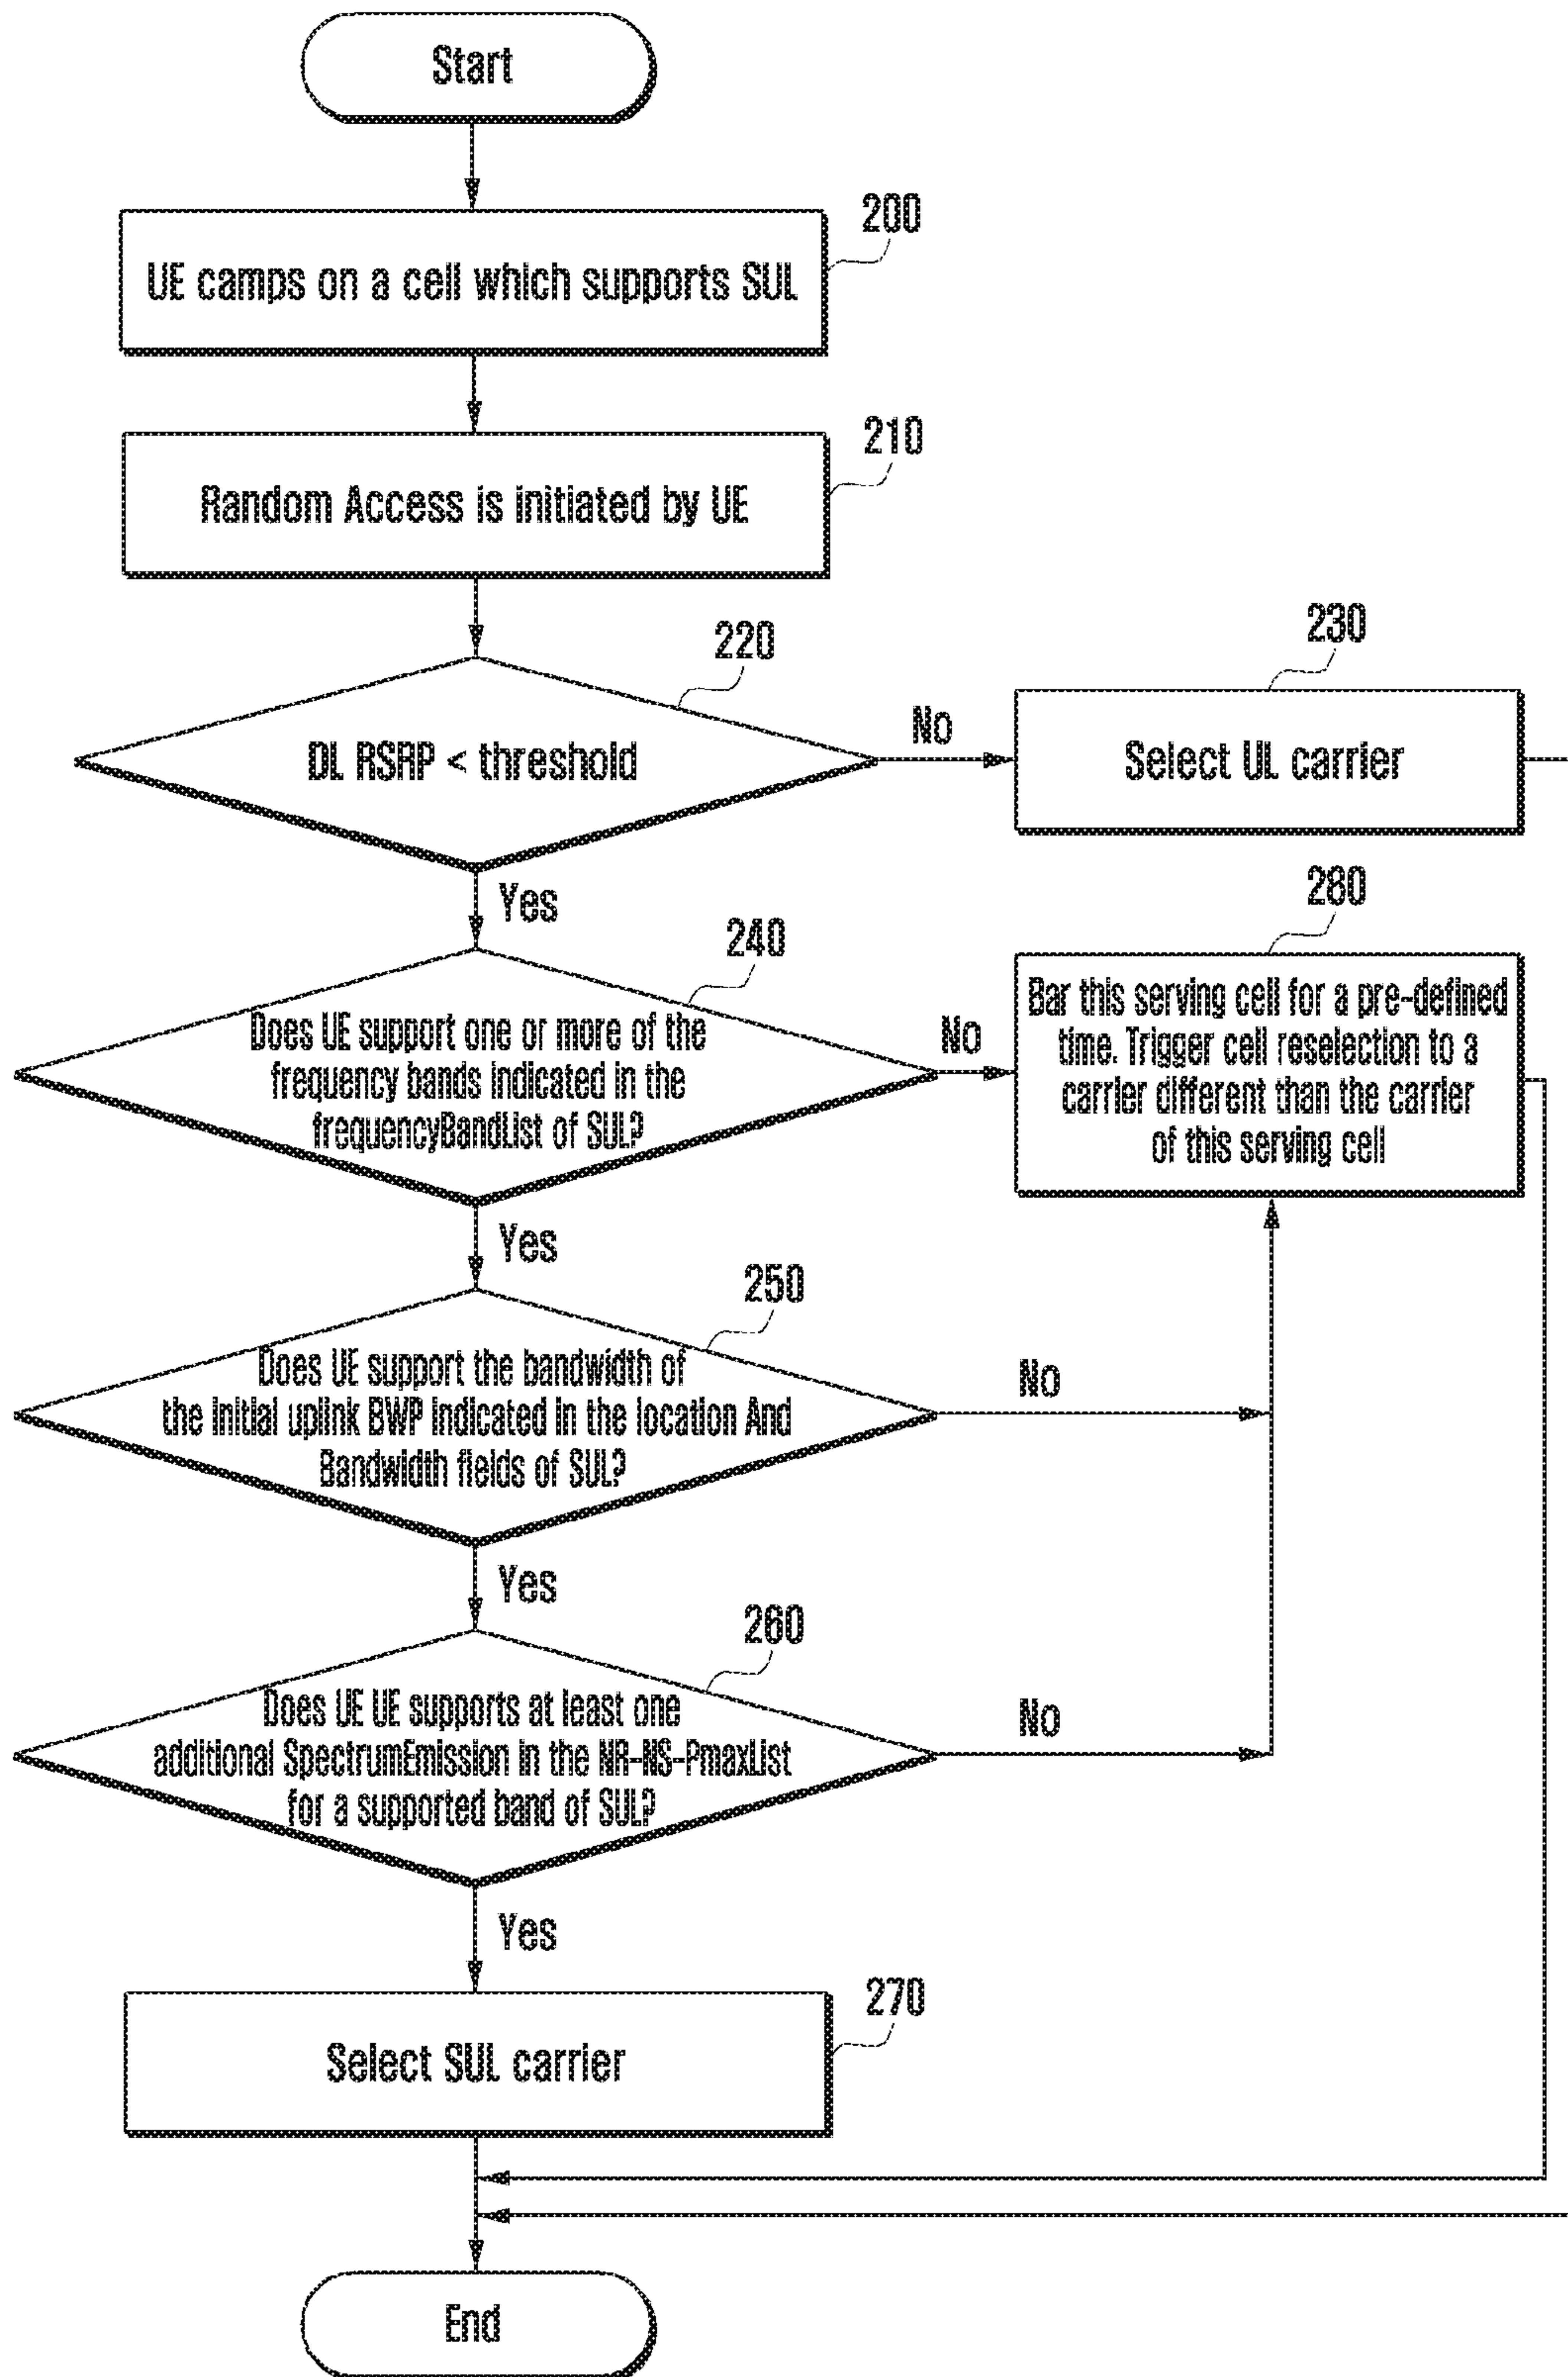 Start
200
UE camps on a cell which supports SUL
210
Random Access is initiated by UE
220
230
DL RSRP < threshold
No
Select UL carrier
Yes
240
280
Does UE support one or more of the
frequency bands indicated in the
frequencyBandList of SUL?
No
Bar this serving cell for a pre-defined
time. Trigger cell reselection to a
carrier different than the carrier
of this serving cell
Yes
250
Does UE support the bandwidth of
the initial uplink BWP indicated in the location And
Bandwidth fields of SUL?
No
Yes
260
Does UE UE supports at least one
additional SpectrumEmission in the NR-NS-PmaxList
for a supported band of SUL?
No
Yes
270
Select SUL carrier
End